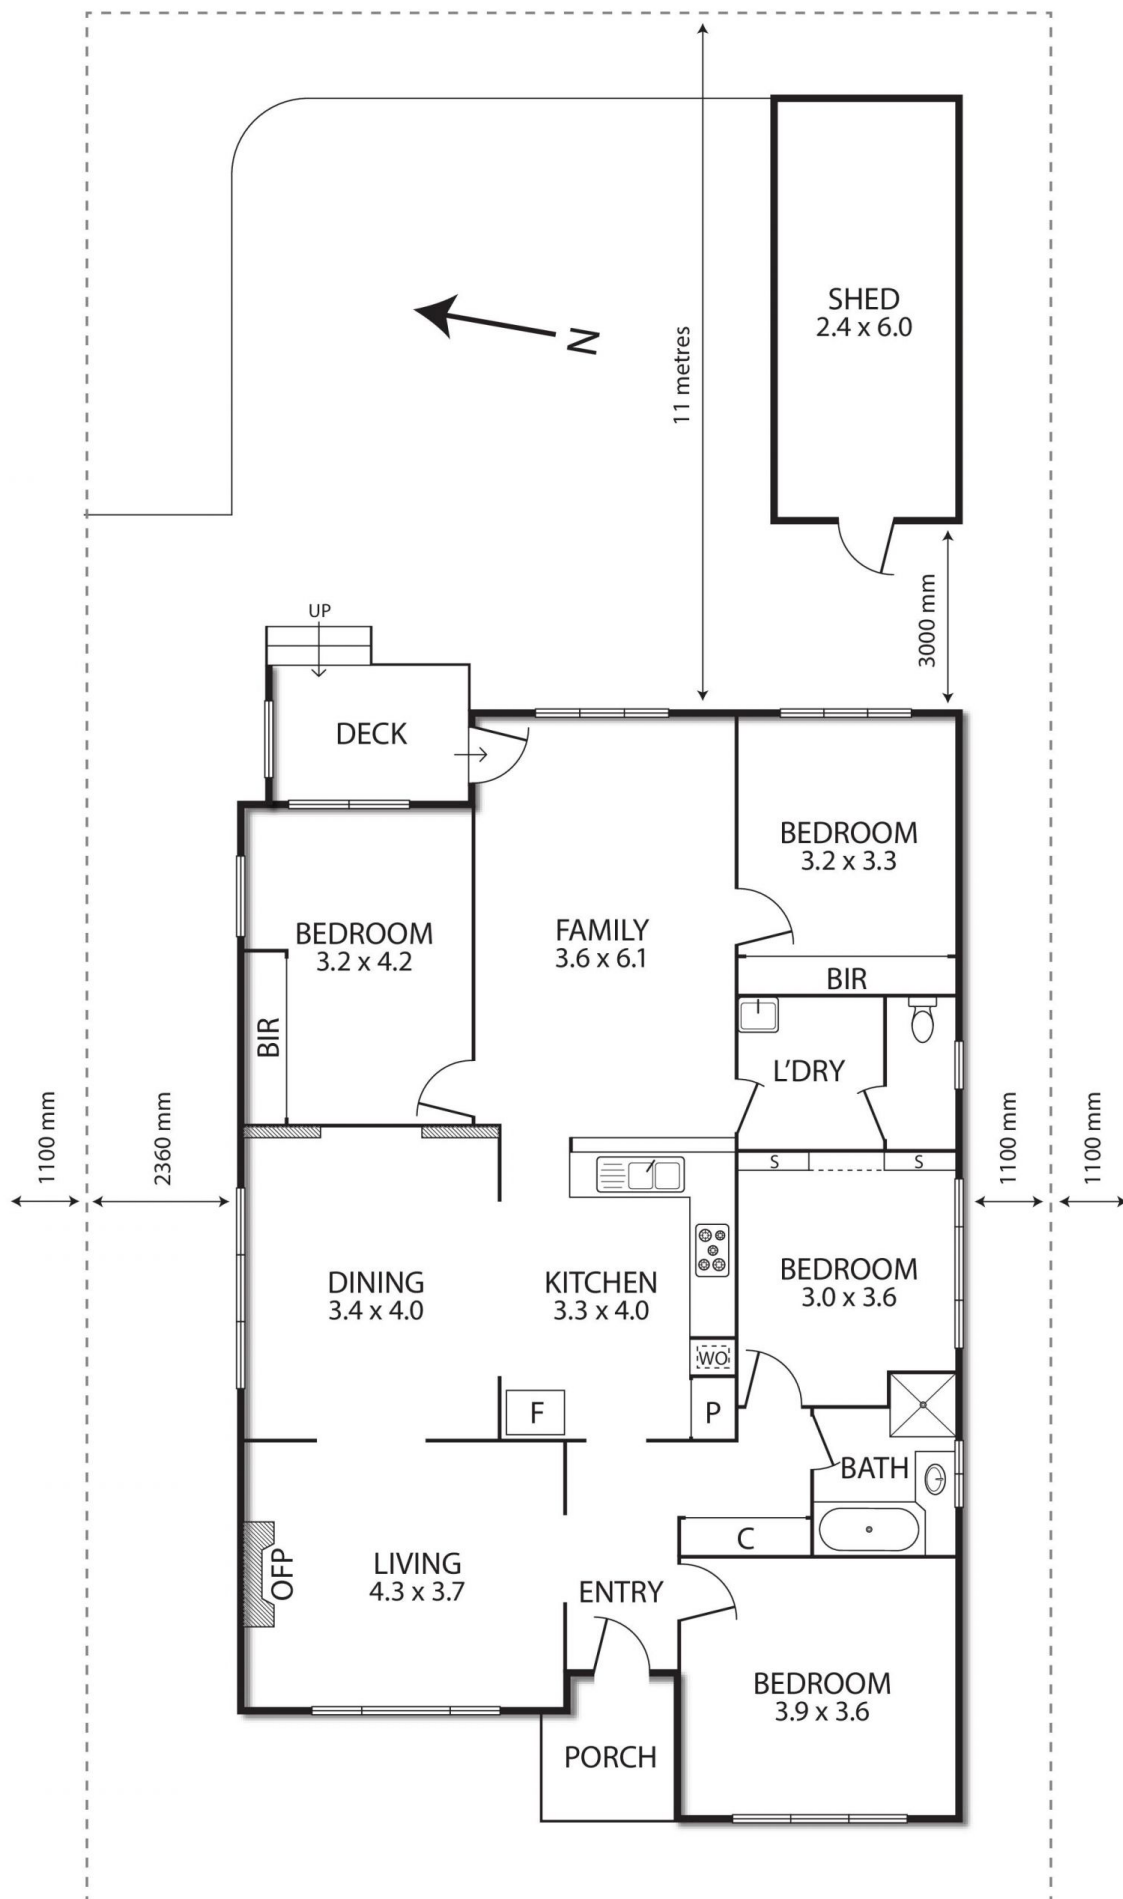 SHED
2.4 x 6.0
N
11 metres
3000 mm
UP
DECK
BEDROOM
3.2 x 3.3
BIR
FAMILY
3.6 x 6.1
BEDROOM
3.2 x 4.2
BIR
L'DRY
1100 mm
2360 mm
1100 mm
1100 mm
S
S
DINING
3.4 x 4.0
KITCHEN
3.3 x 4.0
BEDROOM
3.0 x 3.6
WO
F
P
BATH
C
OFP
LIVING
4.3 x 3.7
ENTRY
BEDROOM
3.9 x 3.6
PORCH